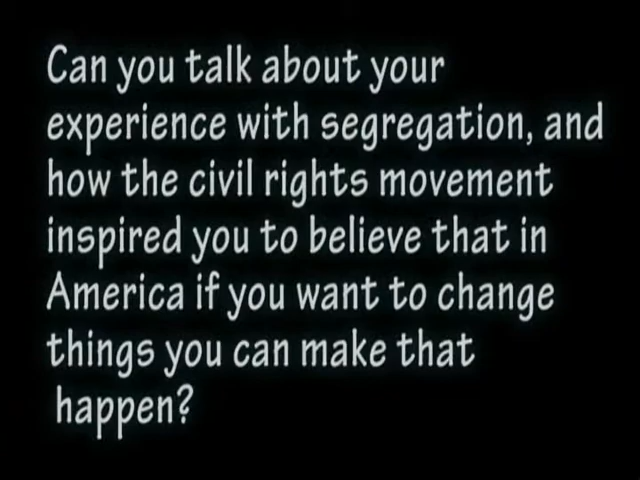 Can you talk about your
experience with segregation, and
how the civil rights movement
inspired you to believe that in
America if you want to change
things you can make that
happen?